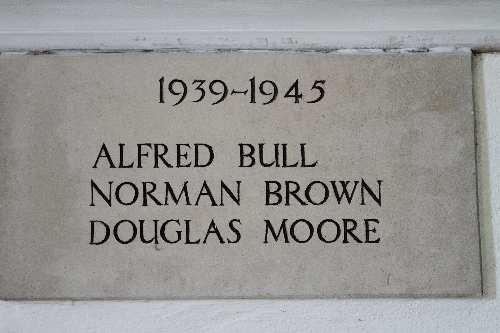 1939-1945
ALFRED BULL
NORMAN BROWN
DOUGLAS MOORE